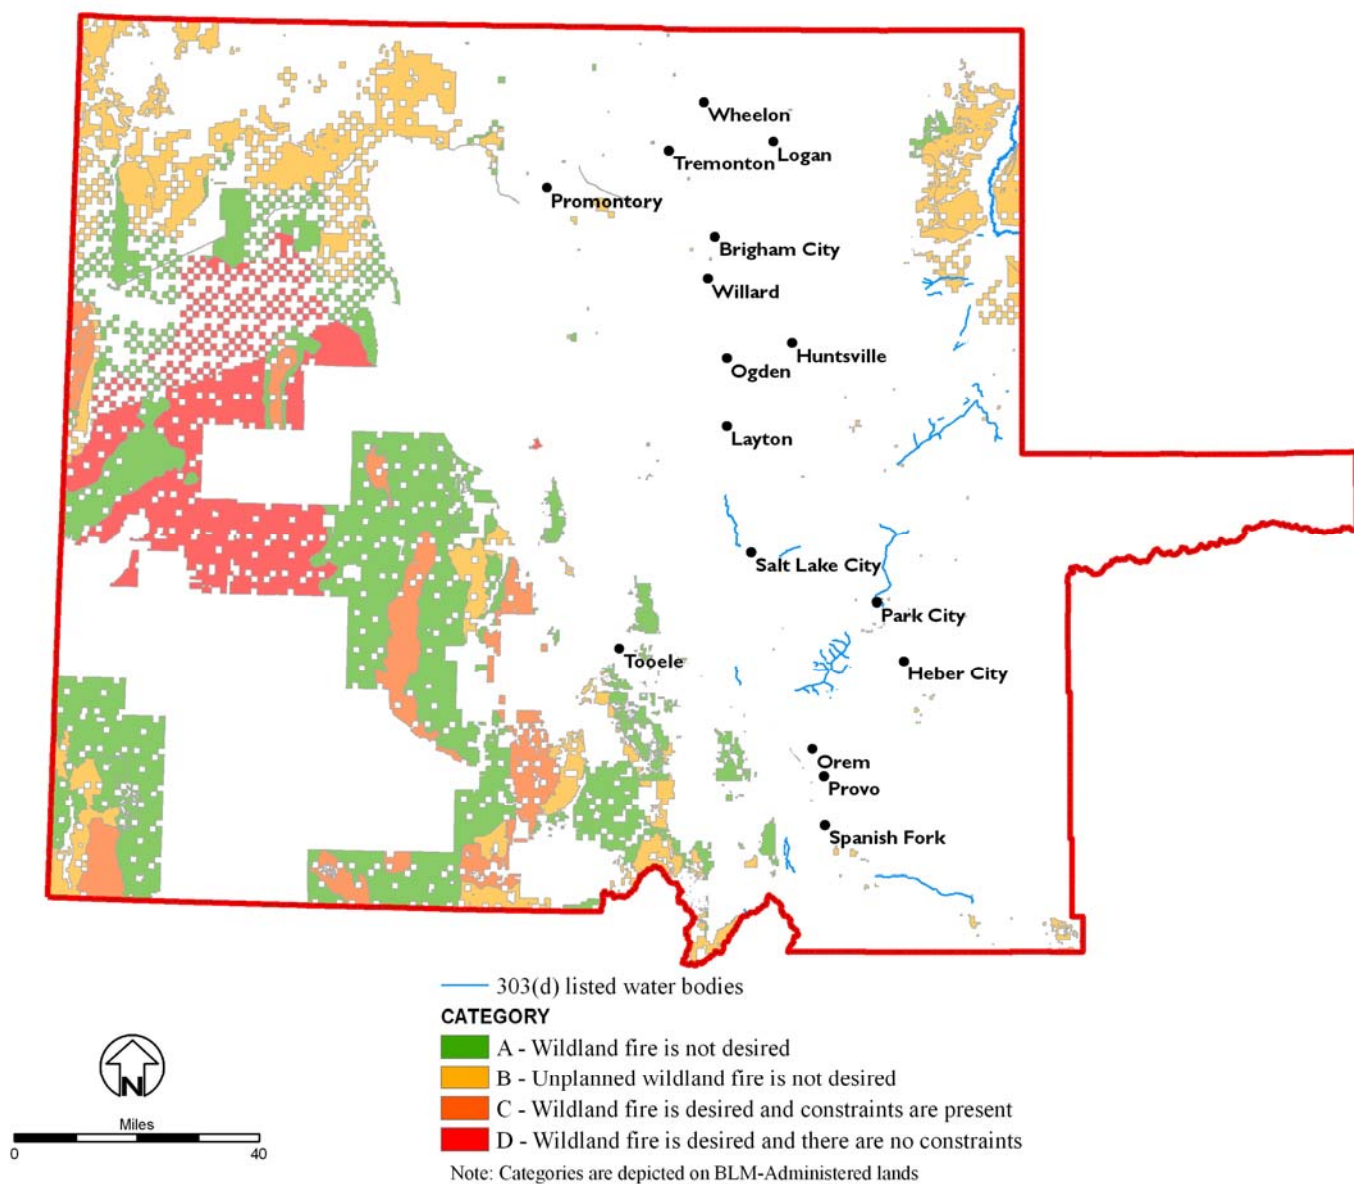 Wheelon
Logan
Tremonton
Promontory
Brigham City
Willard
Huntsville
Ogden
Layton
Salt Lake City
Park City
Tooele
Heber City
Orem
Provo
Spanish Fork
303(d) listed water bodies
CATEGORY
A - Wildland fire is not desired
B - Unplanned wildland fire is not desired
C - Wildland fire is desired and constraints are present
D - Wildland fire is desired and there are no constraints
Note: Categories are depicted on BLM-Administered lands
N
Miles
0 40